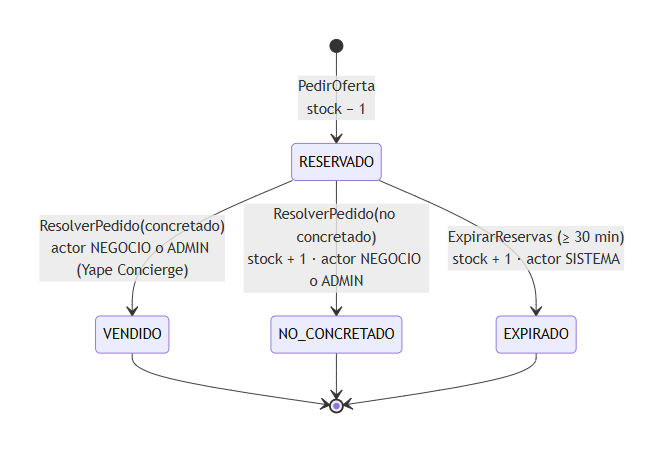 PedirOferta
stock − 1
RESERVADO
ResolverPedido(concretado)
actor NEGOCIO o ADMIN
(Yape Concierge)
ResolverPedido(no
concretado)
stock + 1 · actor NEGOCIO
o ADMIN
ExpirarReservas (≥ 30 min)
stock + 1 · actor SISTEMA
VENDIDO
NO_CONCRETADO
EXPIRADO